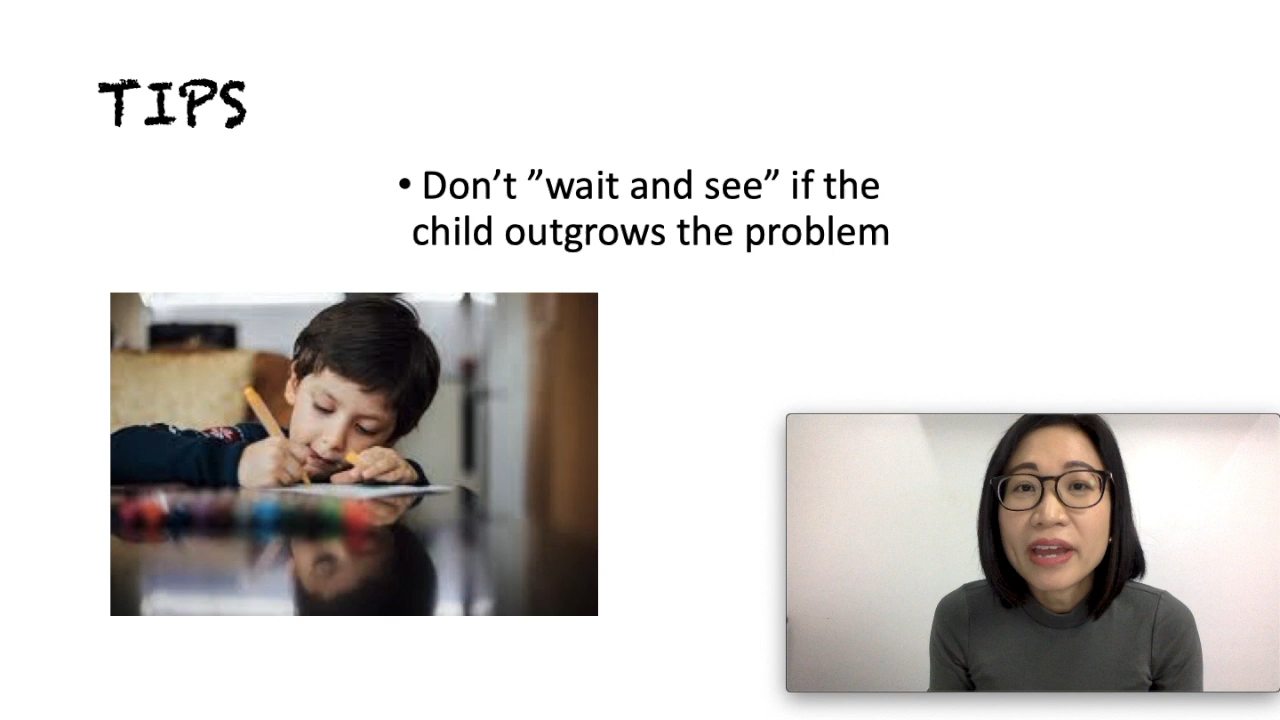 TIPS
• Don’t ”wait and see” if the
child outgrows the problem